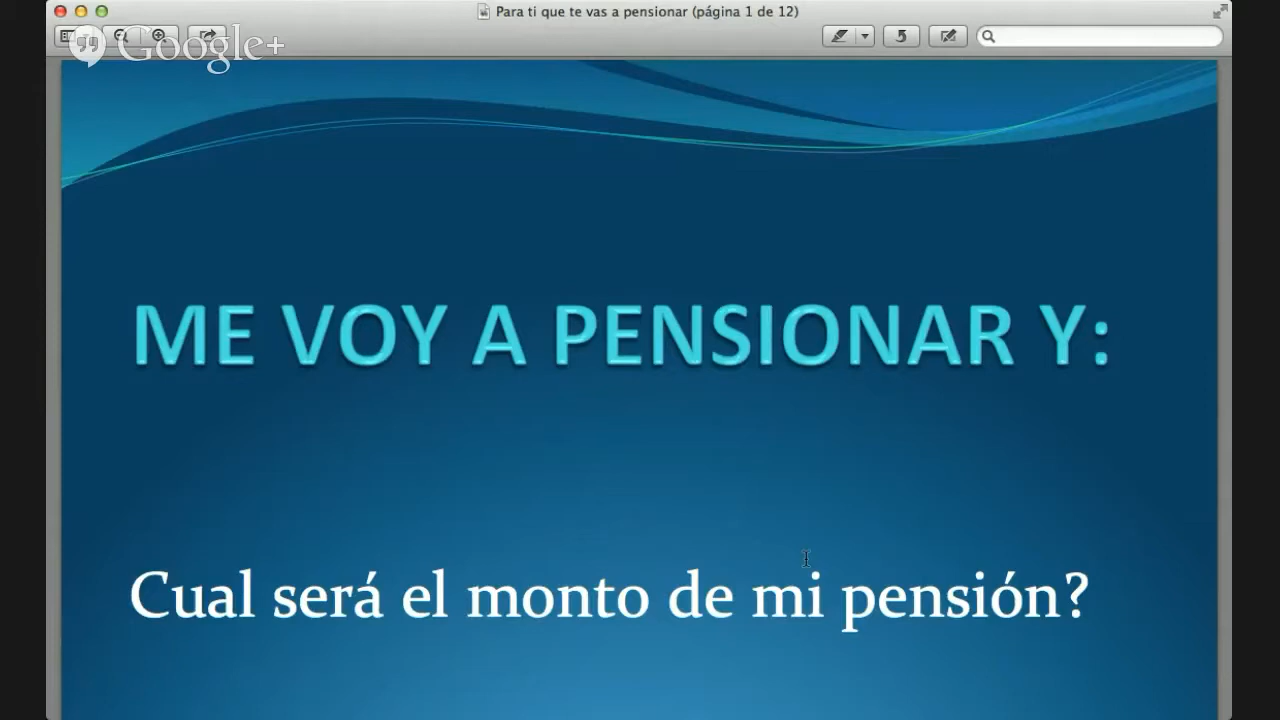 Para ti que te vas a pensionar (página 1 de 12)
Google+
ME VOY A PENSIONAR Y:
Cual será el monto de mi pensión?